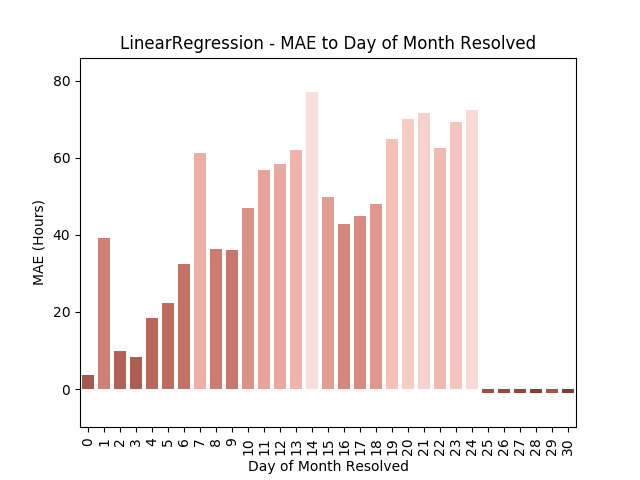 LinearRegression - MAE to Day of Month Resolved
80
60
40
20
0
MAE (Hours)
0 1 2 3 4 5 6 7 8 9 10 11 12 13 14 15 16 17 18 19 20 21 22 23 24 25 26 27 28 29 30
Day of Month Resolved